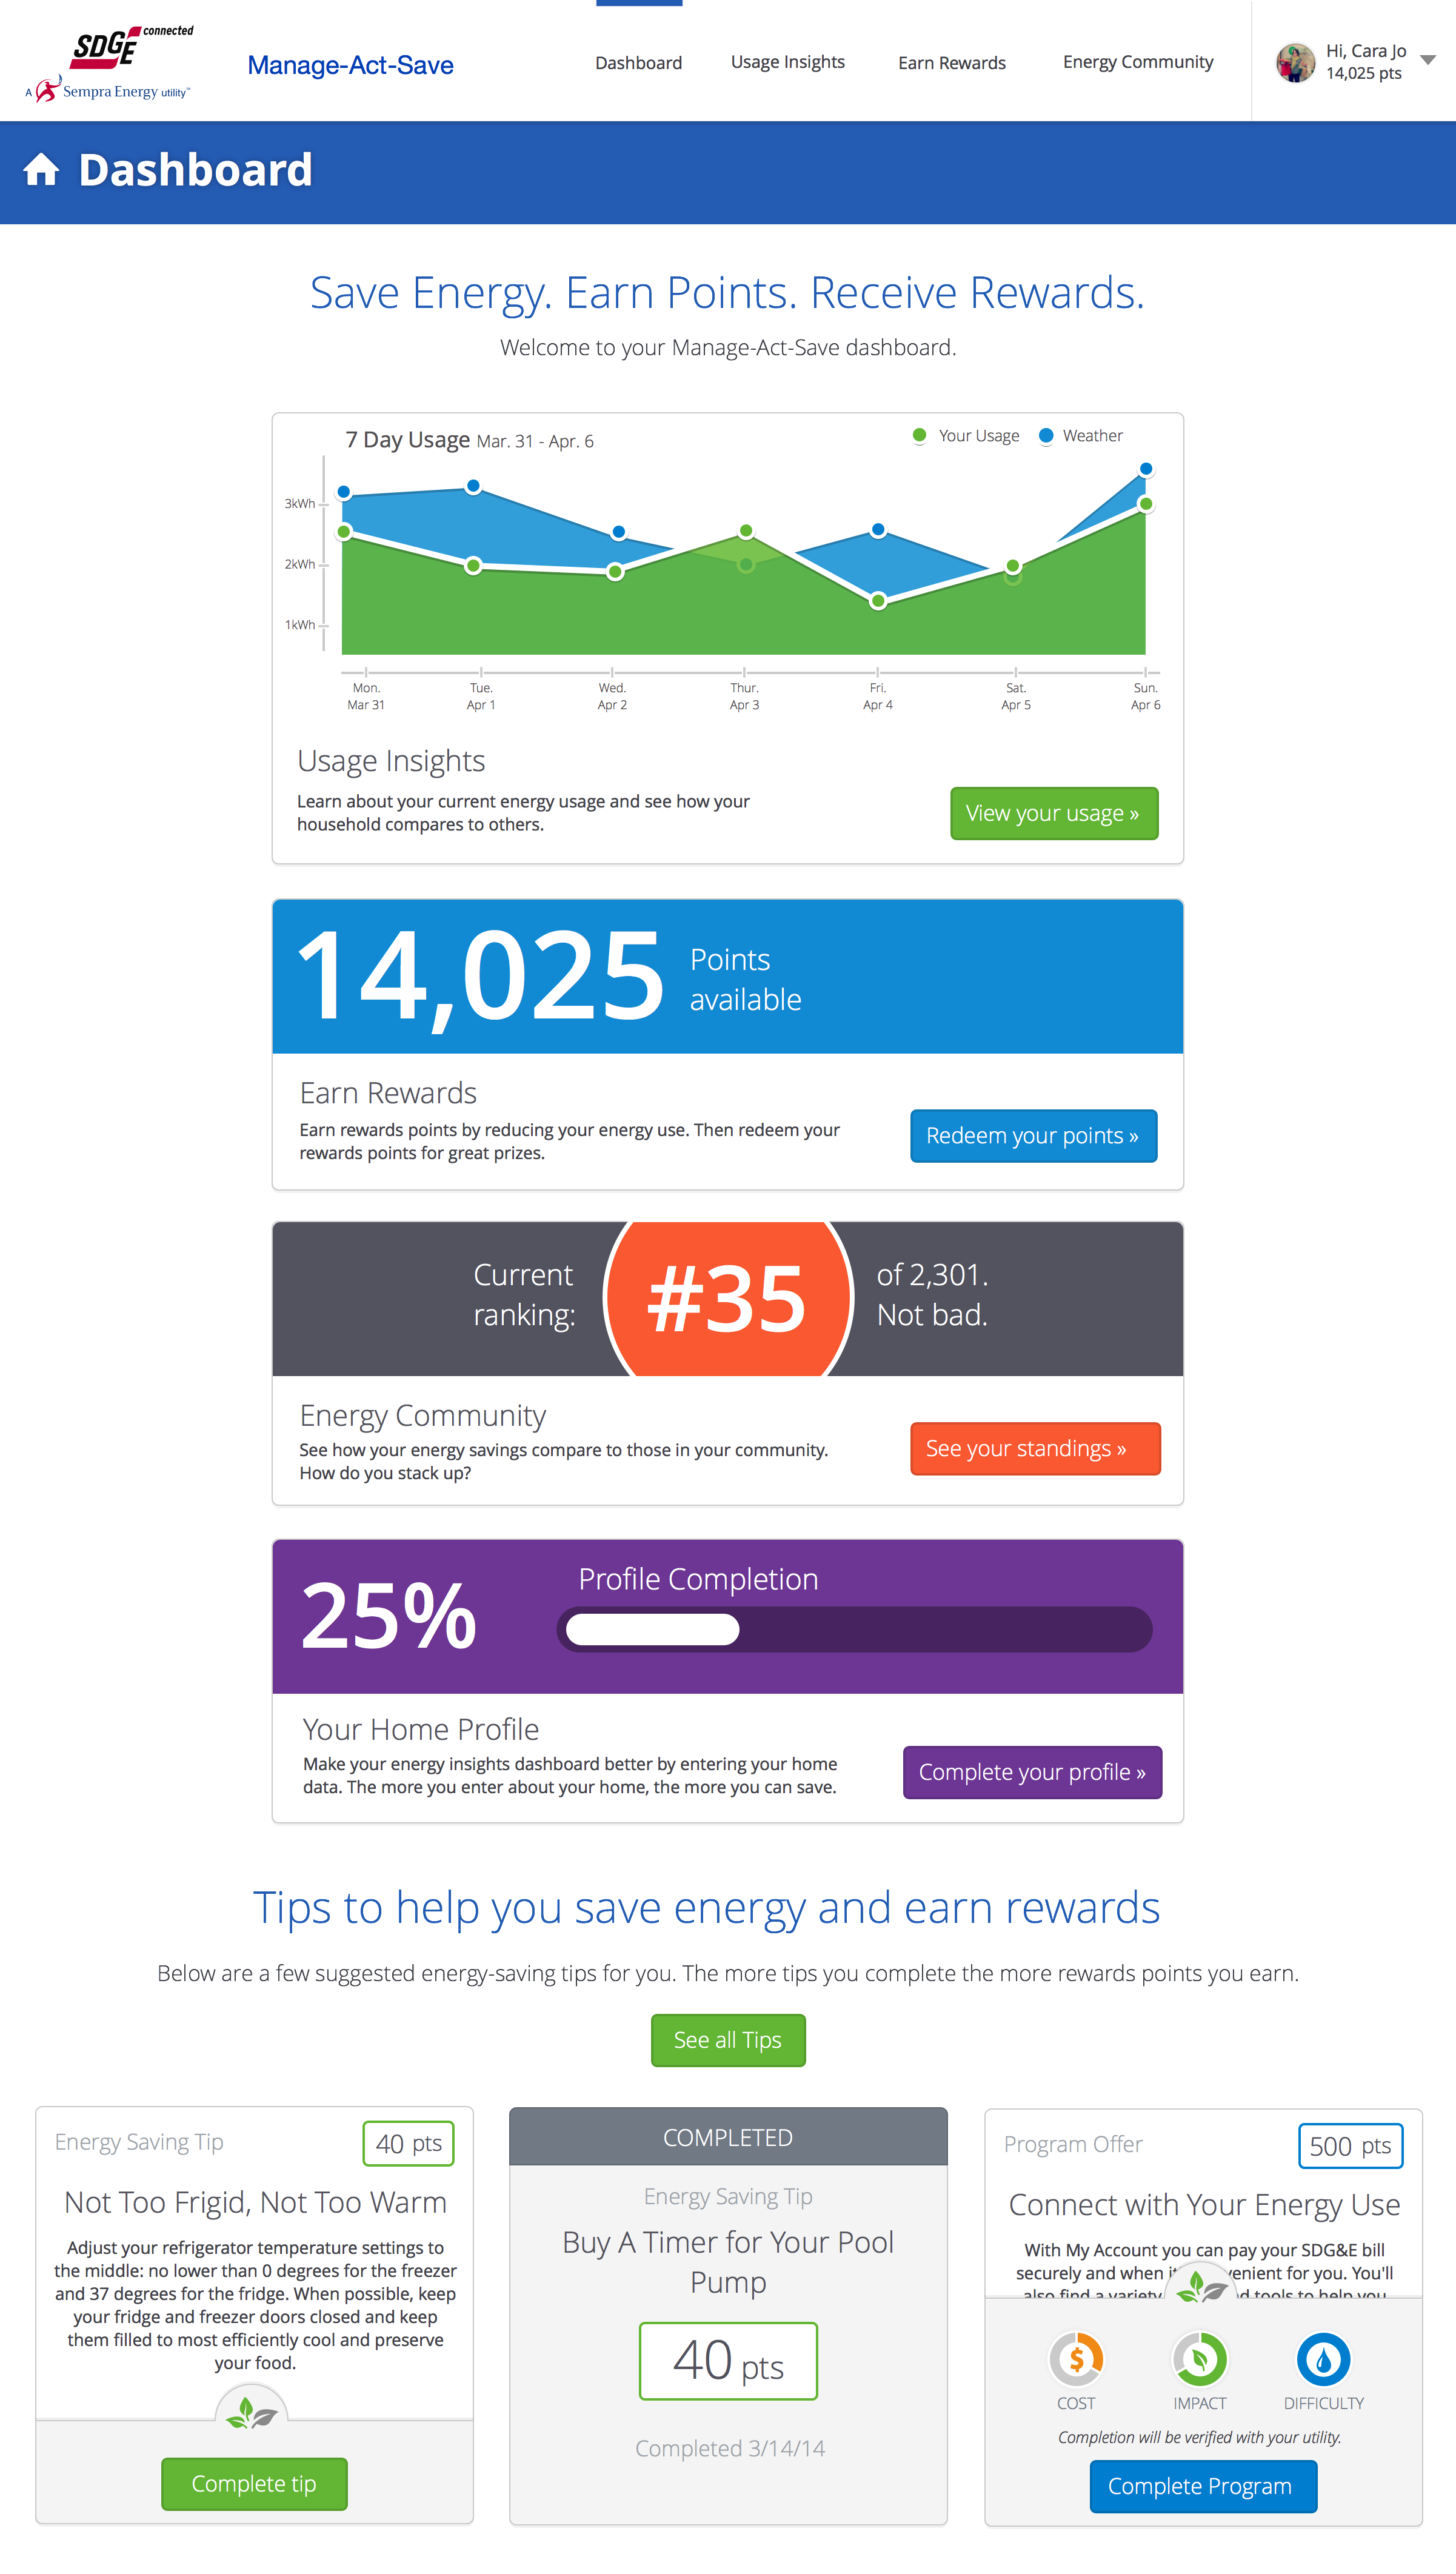 SDGE connected
A Sempra Energy utility™
Manage-Act-Save
Dashboard
Usage Insights
Earn Rewards
Energy Community
Hi, Cara Jo
14,025 pts
Dashboard
Save Energy. Earn Points. Receive Rewards.
Welcome to your Manage-Act-Save dashboard.
7 Day Usage Mar. 31 - Apr. 6
Your Usage
Weather
3kWh
2kWh
1kWh
Mon.
Mar 31
Tue.
Apr 1
Wed.
Apr 2
Thur.
Apr 3
Fri.
Apr 4
Sat.
Apr 5
Sun.
Apr 6
Usage Insights
Learn about your current energy usage and see how your
household compares to others.
View your usage »
14,025
Points
available
Earn Rewards
Earn rewards points by reducing your energy use. Then redeem your
rewards points for great prizes.
Redeem your points »
Current
ranking:
#35
of 2,301.
Not bad.
Energy Community
See how your energy savings compare to those in your community.
How do you stack up?
See your standings »
25%
Profile Completion
Your Home Profile
Make your energy insights dashboard better by entering your home
data. The more you enter about your home, the more you can save.
Complete your profile »
Tips to help you save energy and earn rewards
Below are a few suggested energy-saving tips for you. The more tips you complete the more rewards points you earn.
See all Tips
Energy Saving Tip
40 pts
Not Too Frigid, Not Too Warm
Adjust your refrigerator temperature settings to
the middle: no lower than 0 degrees for the freezer
and 37 degrees for the fridge. When possible, keep
your fridge and freezer doors closed and keep
them filled to most efficiently cool and preserve
your food.
Complete tip
COMPLETED
Energy Saving Tip
Buy A Timer for Your Pool
Pump
40 pts
Completed 3/14/14
Program Offer
500 pts
Connect with Your Energy Use
With My Account you can pay your SDG&E bill
securely and when for you. You'll
also find a variety tools to help you
$
COST
IMPACT
DIFFICULTY
Completion will be verified with your utility.
Complete Program